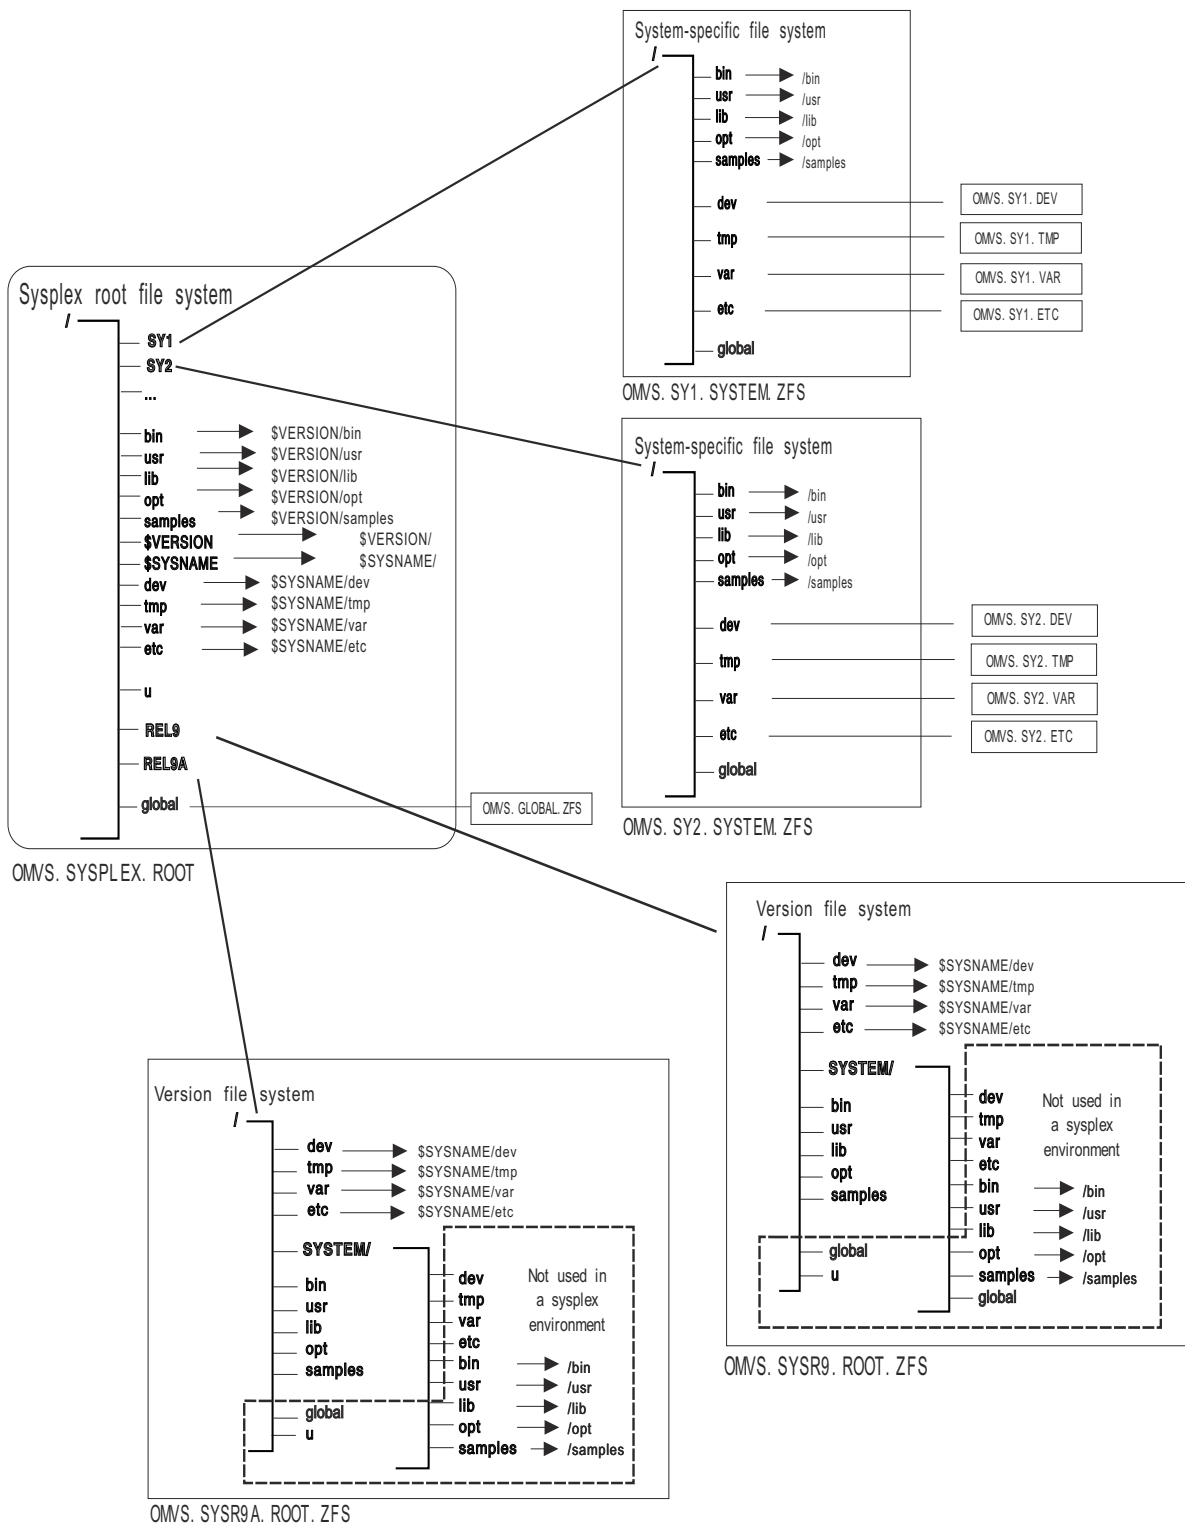 System-specific file system
/
bin /bin
usr /usr
lib /lib
opt /opt
samples /samples
dev OMVS. SY1. DEV
tmp OMVS. SY1. TMP
var OMVS. SY1. VAR
etc OMVS. SY1. ETC
global
OMVS. SY1. SYSTEM. ZFS
Sysplex root file system
/
SY1
SY2
...
bin $VERSION/bin
usr $VERSION/usr
lib $VERSION/lib
opt $VERSION/opt
samples $VERSION/samples
$VERSION $VERSION/
$SYSNAME $SYSNAME/
dev $SYSNAME/dev
tmp $SYSNAME/tmp
var $SYSNAME/var
etc $SYSNAME/etc
u
REL9
REL9A
global OMVS. GLOBAL. ZFS
OMVS. SYSPLEX. ROOT
System-specific file system
/
bin /bin
usr /usr
lib /lib
opt /opt
samples /samples
dev OMVS. SY2. DEV
tmp OMVS. SY2. TMP
var OMVS. SY2. VAR
etc OMVS. SY2. ETC
global
OMVS. SY2. SYSTEM. ZFS
Version file system
/
dev $SYSNAME/dev
tmp $SYSNAME/tmp
var $SYSNAME/var
etc $SYSNAME/etc
SYSTEM/
bin
usr
lib
opt
samples
global
u
dev
tmp
var
etc
bin /bin
usr /usr
lib /lib
opt /opt
samples /samples
global
Not used in
a sysplex
environment
OMVS. SYSR9. ROOT. ZFS
Version file system
/
dev $SYSNAME/dev
tmp $SYSNAME/tmp
var $SYSNAME/var
etc $SYSNAME/etc
SYSTEM/
bin
usr
lib
opt
samples
global
u
dev
tmp
var
etc
bin /bin
usr /usr
lib /lib
opt /opt
samples /samples
Not used in
a sysplex
environment
OMVS. SYSR9A. ROOT. ZFS